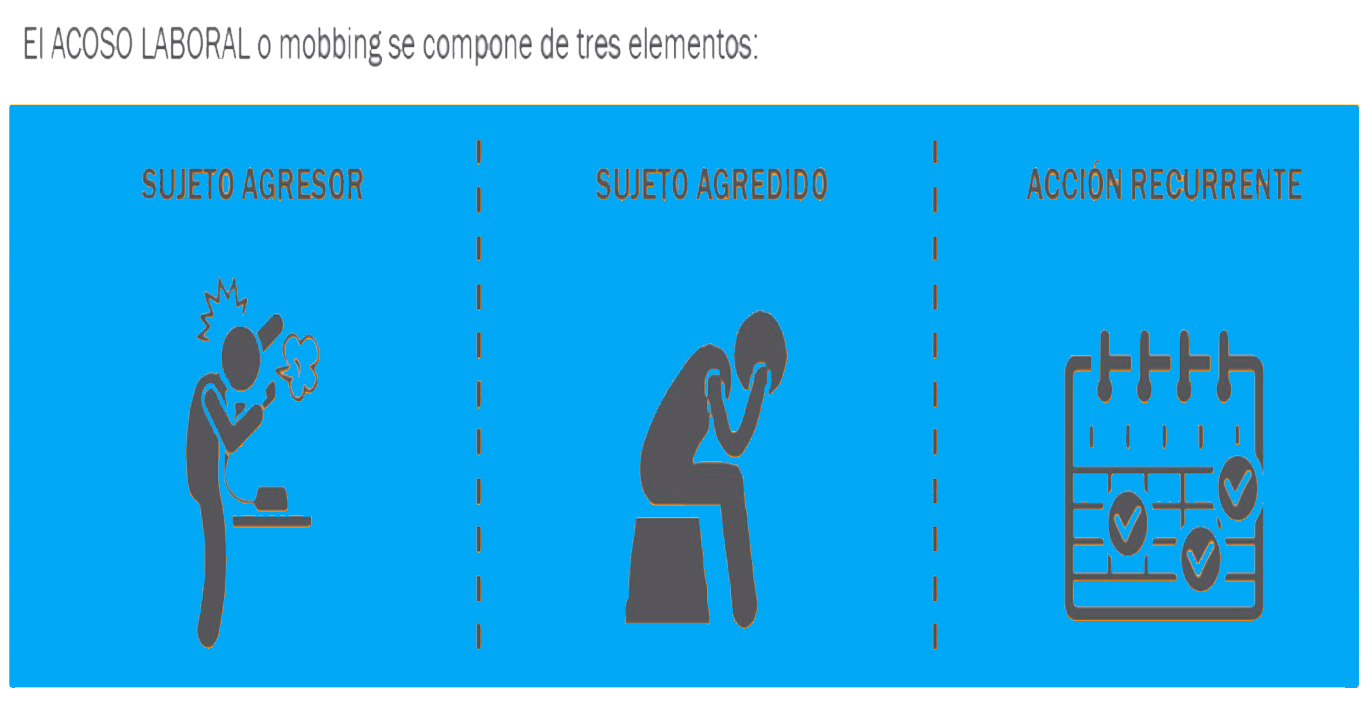 El ACOSO LABORAL o mobbing se compone de tres elementos:
SUJETO AGRESOR
SUJETO AGREDIDO
ACCIÓN RECURRENTE